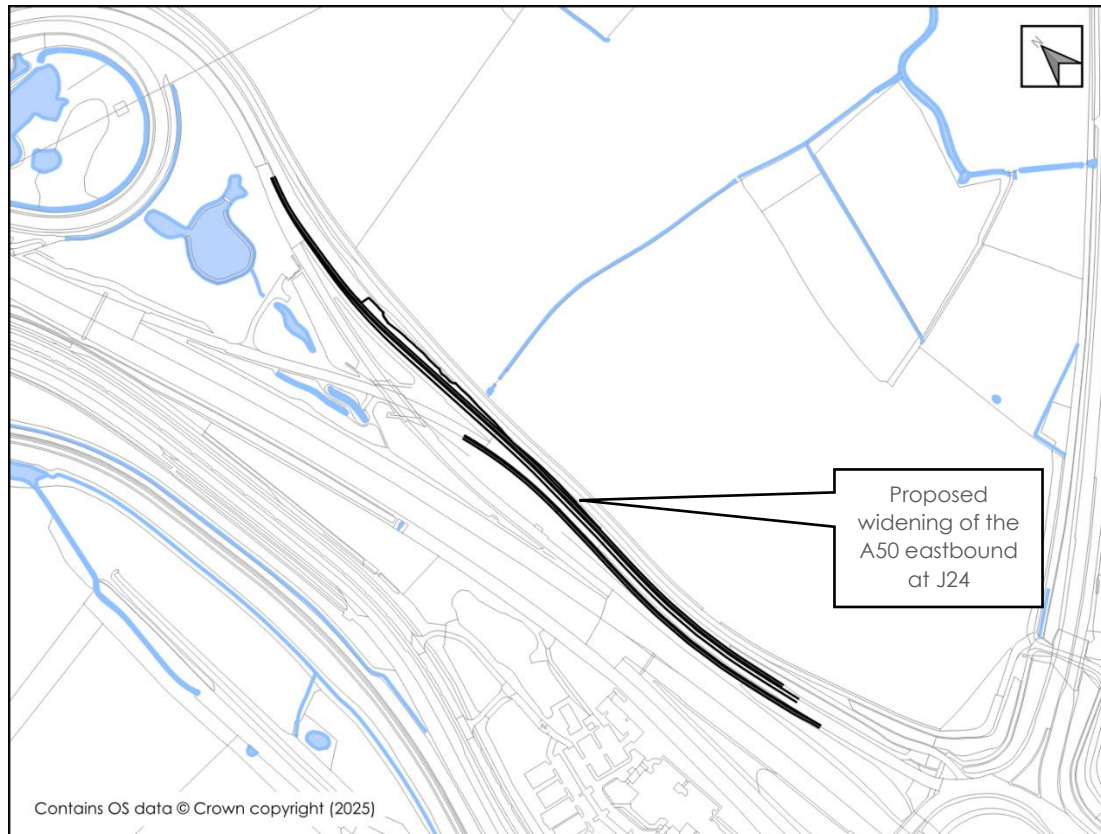 N
Proposed
widening of the
A50 eastbound
at J24
Contains OS data © Crown copyright (2025)